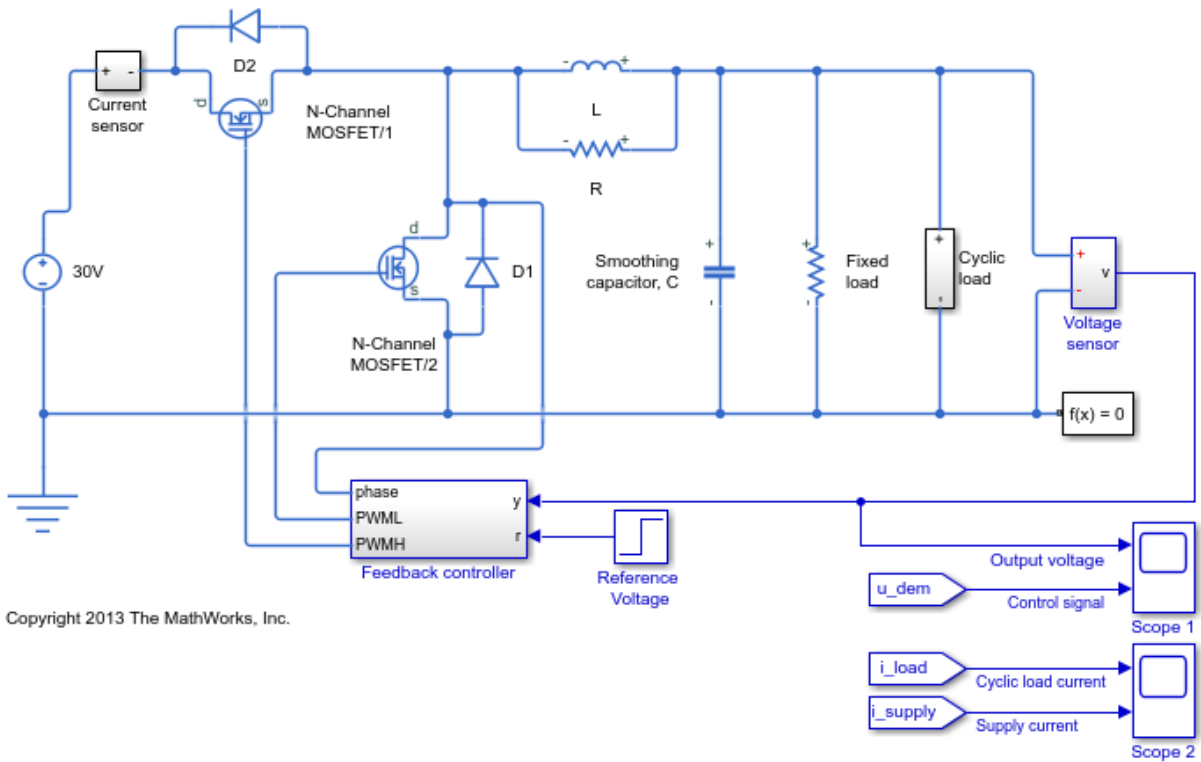 D2
+ -
Current
sensor
d
s
N-Channel
MOSFET/1
- +
L
- +
R
30V
+
-
d
s
D1
N-Channel
MOSFET/2
Smoothing
capacitor, C
+
-
+
-
Fixed
load
+
-
Cyclic
load
+
-
v
Voltage
sensor
f(x) = 0
phase
PWML
PWMH
y
r
Feedback controller
Reference
Voltage
Output voltage
u_dem
Control signal
Scope 1
i_load
Cyclic load current
i_supply
Supply current
Scope 2
Copyright 2013 The MathWorks, Inc.